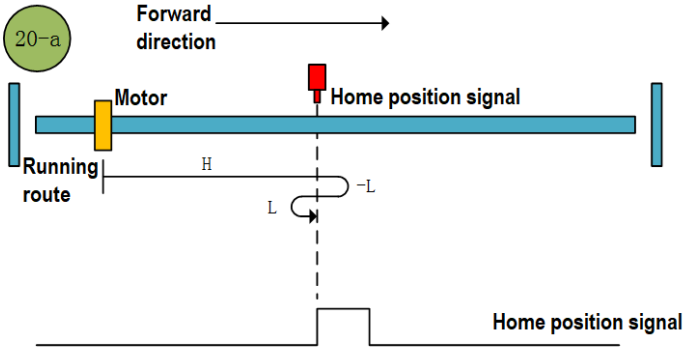 20-a
Forward
direction
Motor
Home position signal
Running
route
H
-L
L
Home position signal